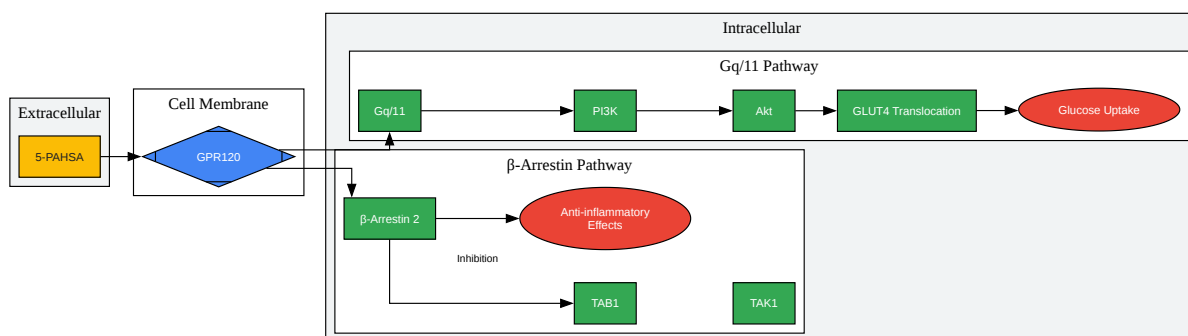 Intracellular
Gq/11 Pathway
Extracellular
Cell Membrane
Gq/11
PI3K
Akt
GLUT4 Translocation
Glucose Uptake
5-PAHSA
GPR120
β-Arrestin Pathway
β-Arrestin 2
Anti-inflammatory
Effects
Inhibition
TAB1
TAK1